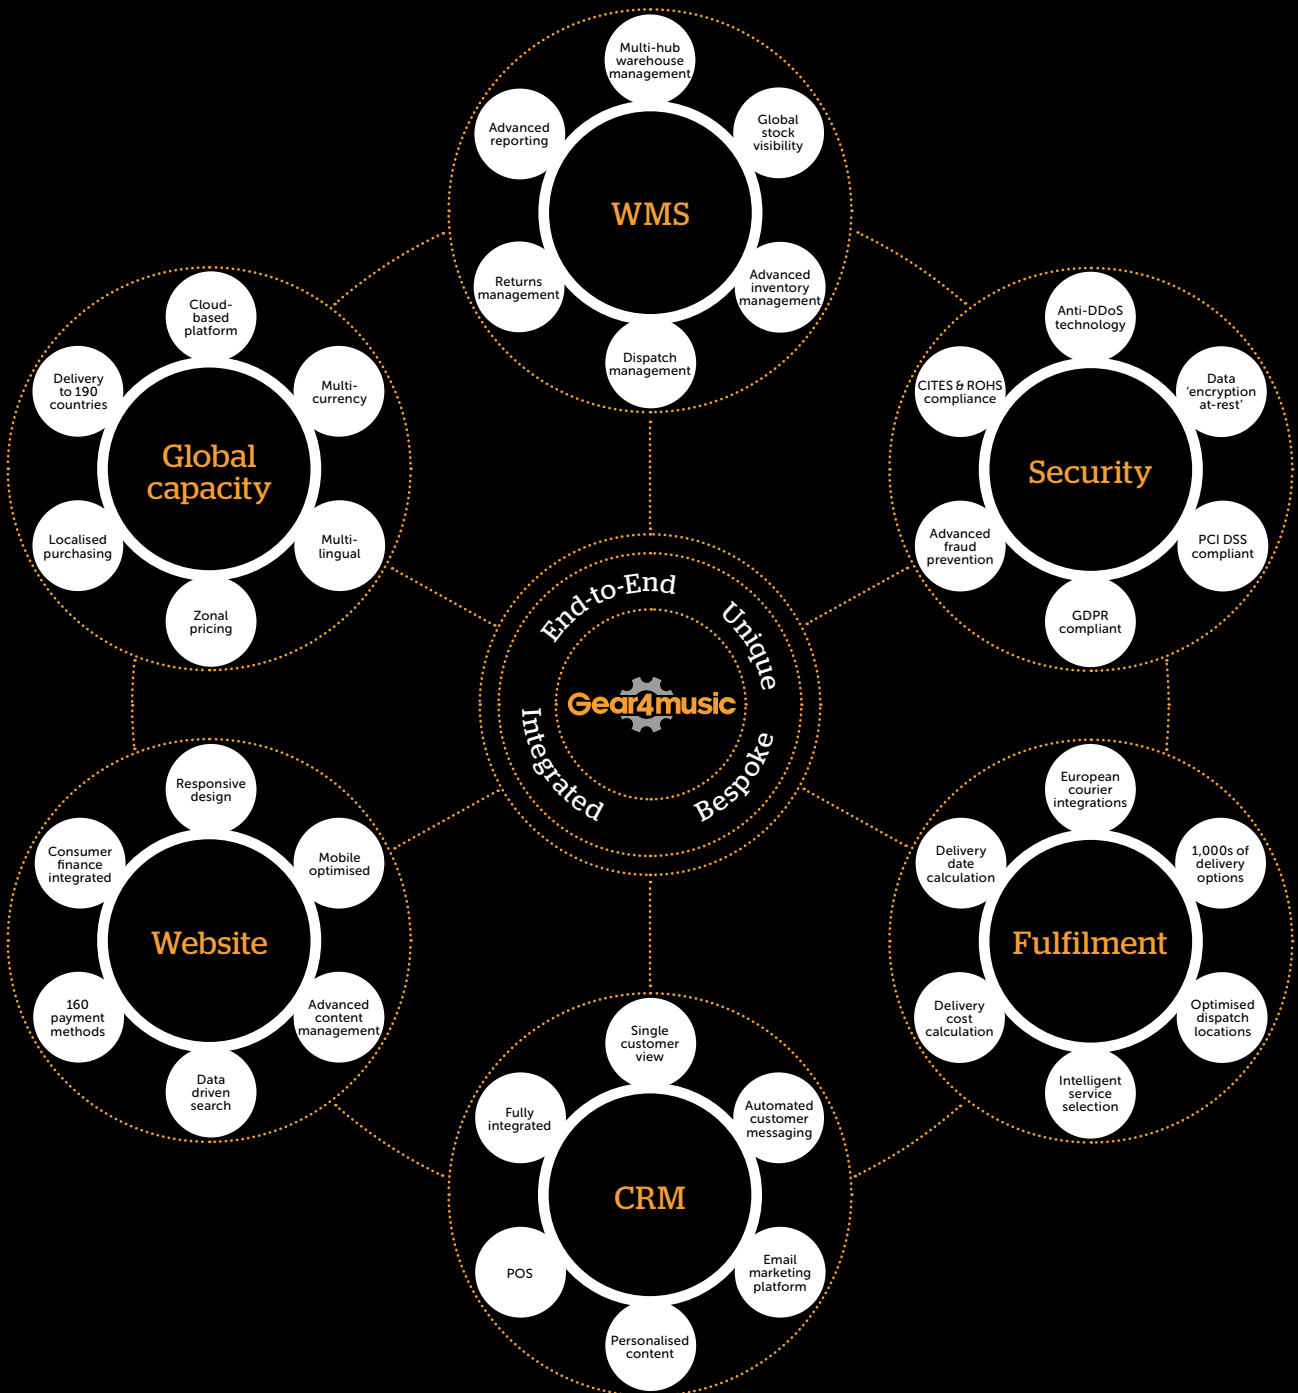 Multi-hub
warehouse
management
Global
stock
visibility
Advanced
inventory
management
Dispatch
management
Returns
management
Advanced
reporting
WMS
Anti-DDoS
technology
Data
‘encryption
at-rest’
PCI DSS
compliant
GDPR
compliant
Advanced
fraud
prevention
CITES & ROHS
compliance
Security
European
courier
integrations
1,000s of
delivery
options
Optimised
dispatch
locations
Intelligent
service
selection
Delivery
cost
calculation
Delivery
date
calculation
Fulfilment
Single
customer
view
Automated
customer
messaging
Email
marketing
platform
Personalised
content
POS
Fully
integrated
CRM
Responsive
design
Mobile
optimised
Advanced
content
management
Data
driven
search
160
payment
methods
Consumer
finance
integrated
Website
Cloud-
based
platform
Multi-
currency
Multi-
lingual
Zonal
pricing
Localised
purchasing
Delivery
to 190
countries
Global
capacity
End-to-End
Unique
Bespoke
Integrated
Gear4music